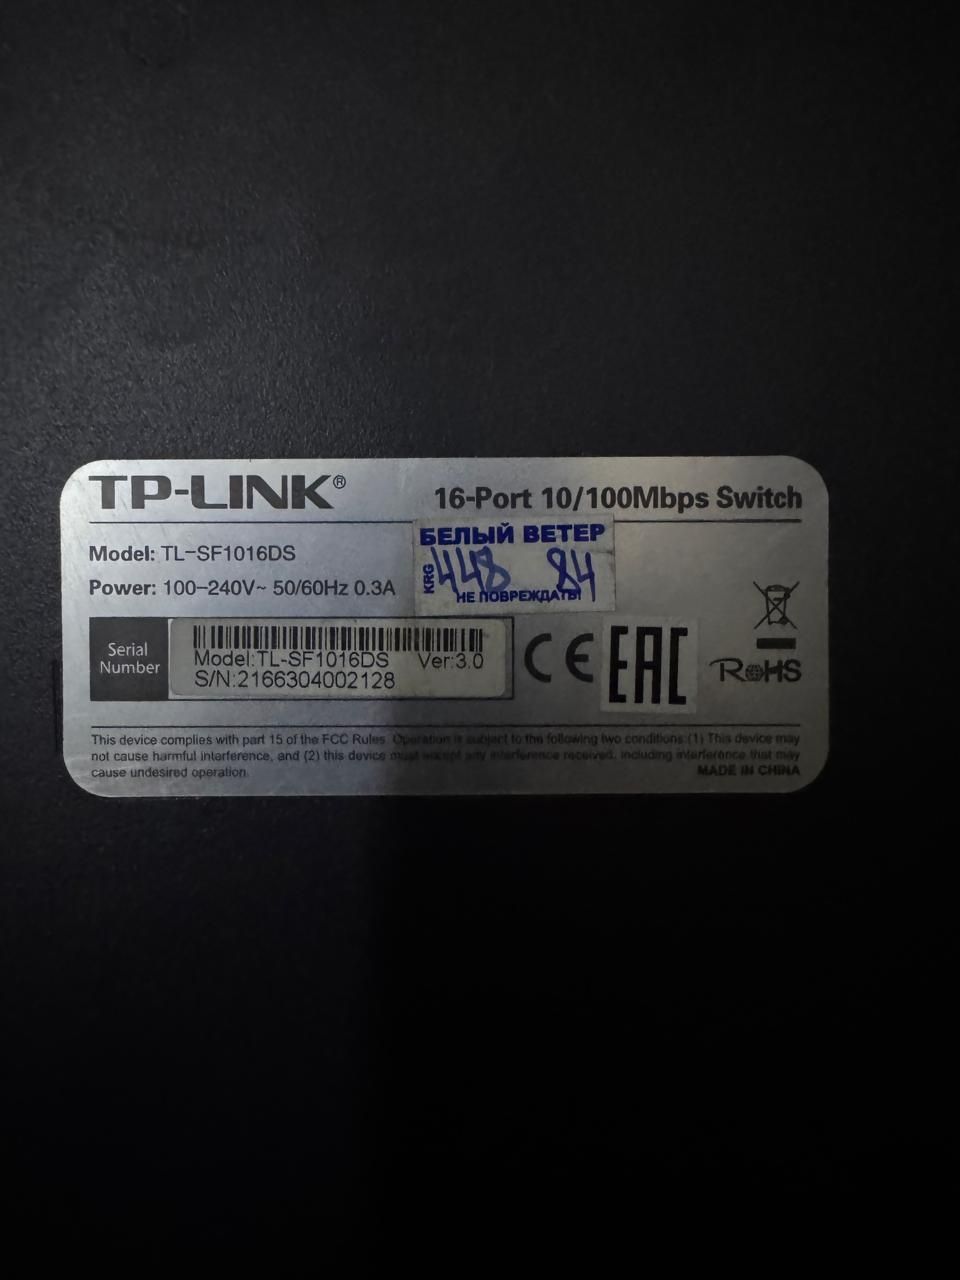 TP-LINK®
16-Port 10/100Mbps Switch
Model: TL-SF1016DS
Power: 100-240V~ 50/60Hz 0.3A
БЕЛЫЙ ВЕТЕР
KRG
448 84
НЕ ПОВРЕЖДАТЬ!
Serial
Number
Model:TL-SF1016DS Ver:3.0
S/N:2166304002128
CE
EAC
RoHS
This device complies with part 15 of the FCC Rules. Operation is subject to the following two conditions:(1) This device may
not cause harmful interference, and (2) this device must accept any interference received, including interference that may
cause undesired operation.
MADE IN CHINA